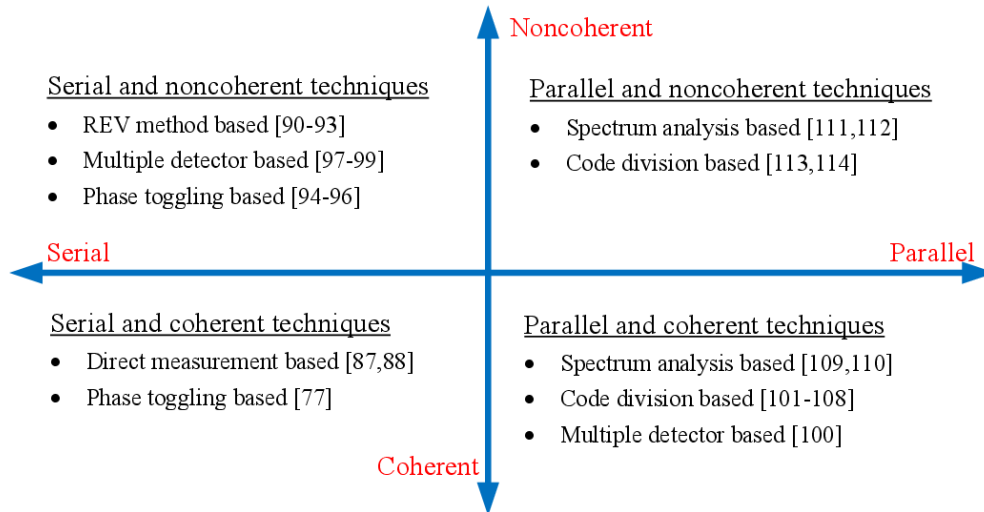 Noncoherent
Serial and noncoherent techniques
• REV method based [90-93]
• Multiple detector based [97-99]
• Phase toggling based [94-96]
Parallel and noncoherent techniques
• Spectrum analysis based [111,112]
• Code division based [113,114]
Serial
Parallel
Serial and coherent techniques
• Direct measurement based [87,88]
• Phase toggling based [77]
Parallel and coherent techniques
• Spectrum analysis based [109,110]
• Code division based [101-108]
• Multiple detector based [100]
Coherent